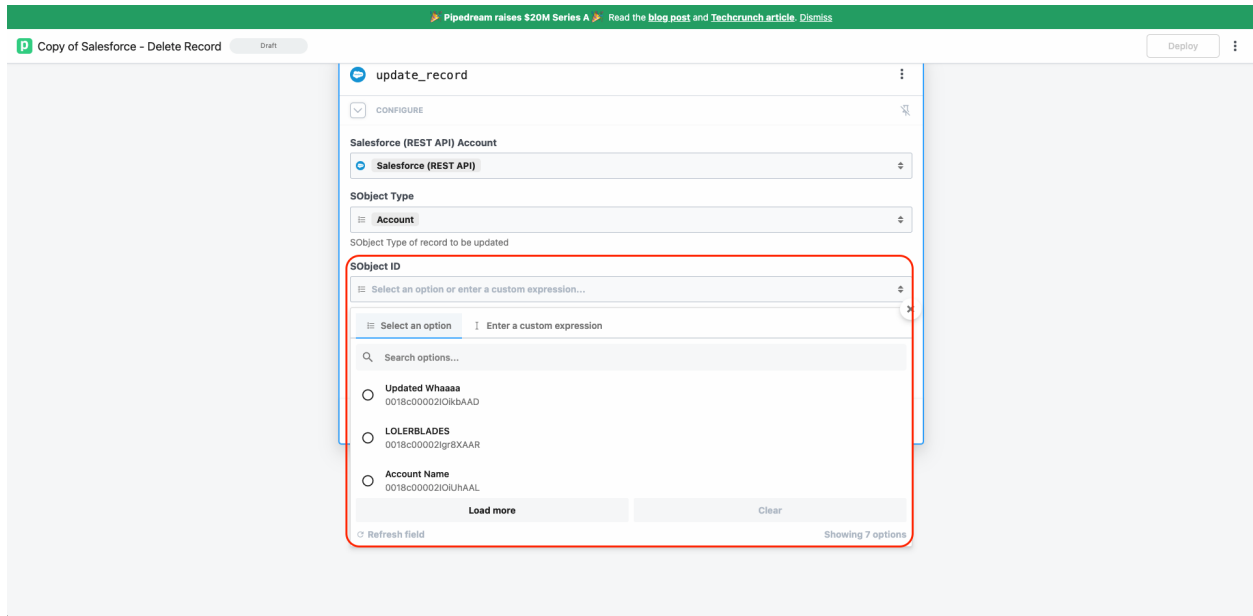 🎉 Pipedream raises $20M Series A 🎉 Read the blog post and Techcrunch article. Dismiss
Copy of Salesforce - Delete Record Draft Deploy
update_record
CONFIGURE
Salesforce (REST API) Account
Salesforce (REST API)
SObject Type
Account
SObject Type of record to be updated
SObject ID
Select an option or enter a custom expression...
Select an option Enter a custom expression
Search options...
Updated Whaaaa
0018c00002IOikbAAD
LOLERBLADES
0018c00002Igr8XAAR
Account Name
0018c00002IOiUhAAL
Load more Clear
Refresh field Showing 7 options